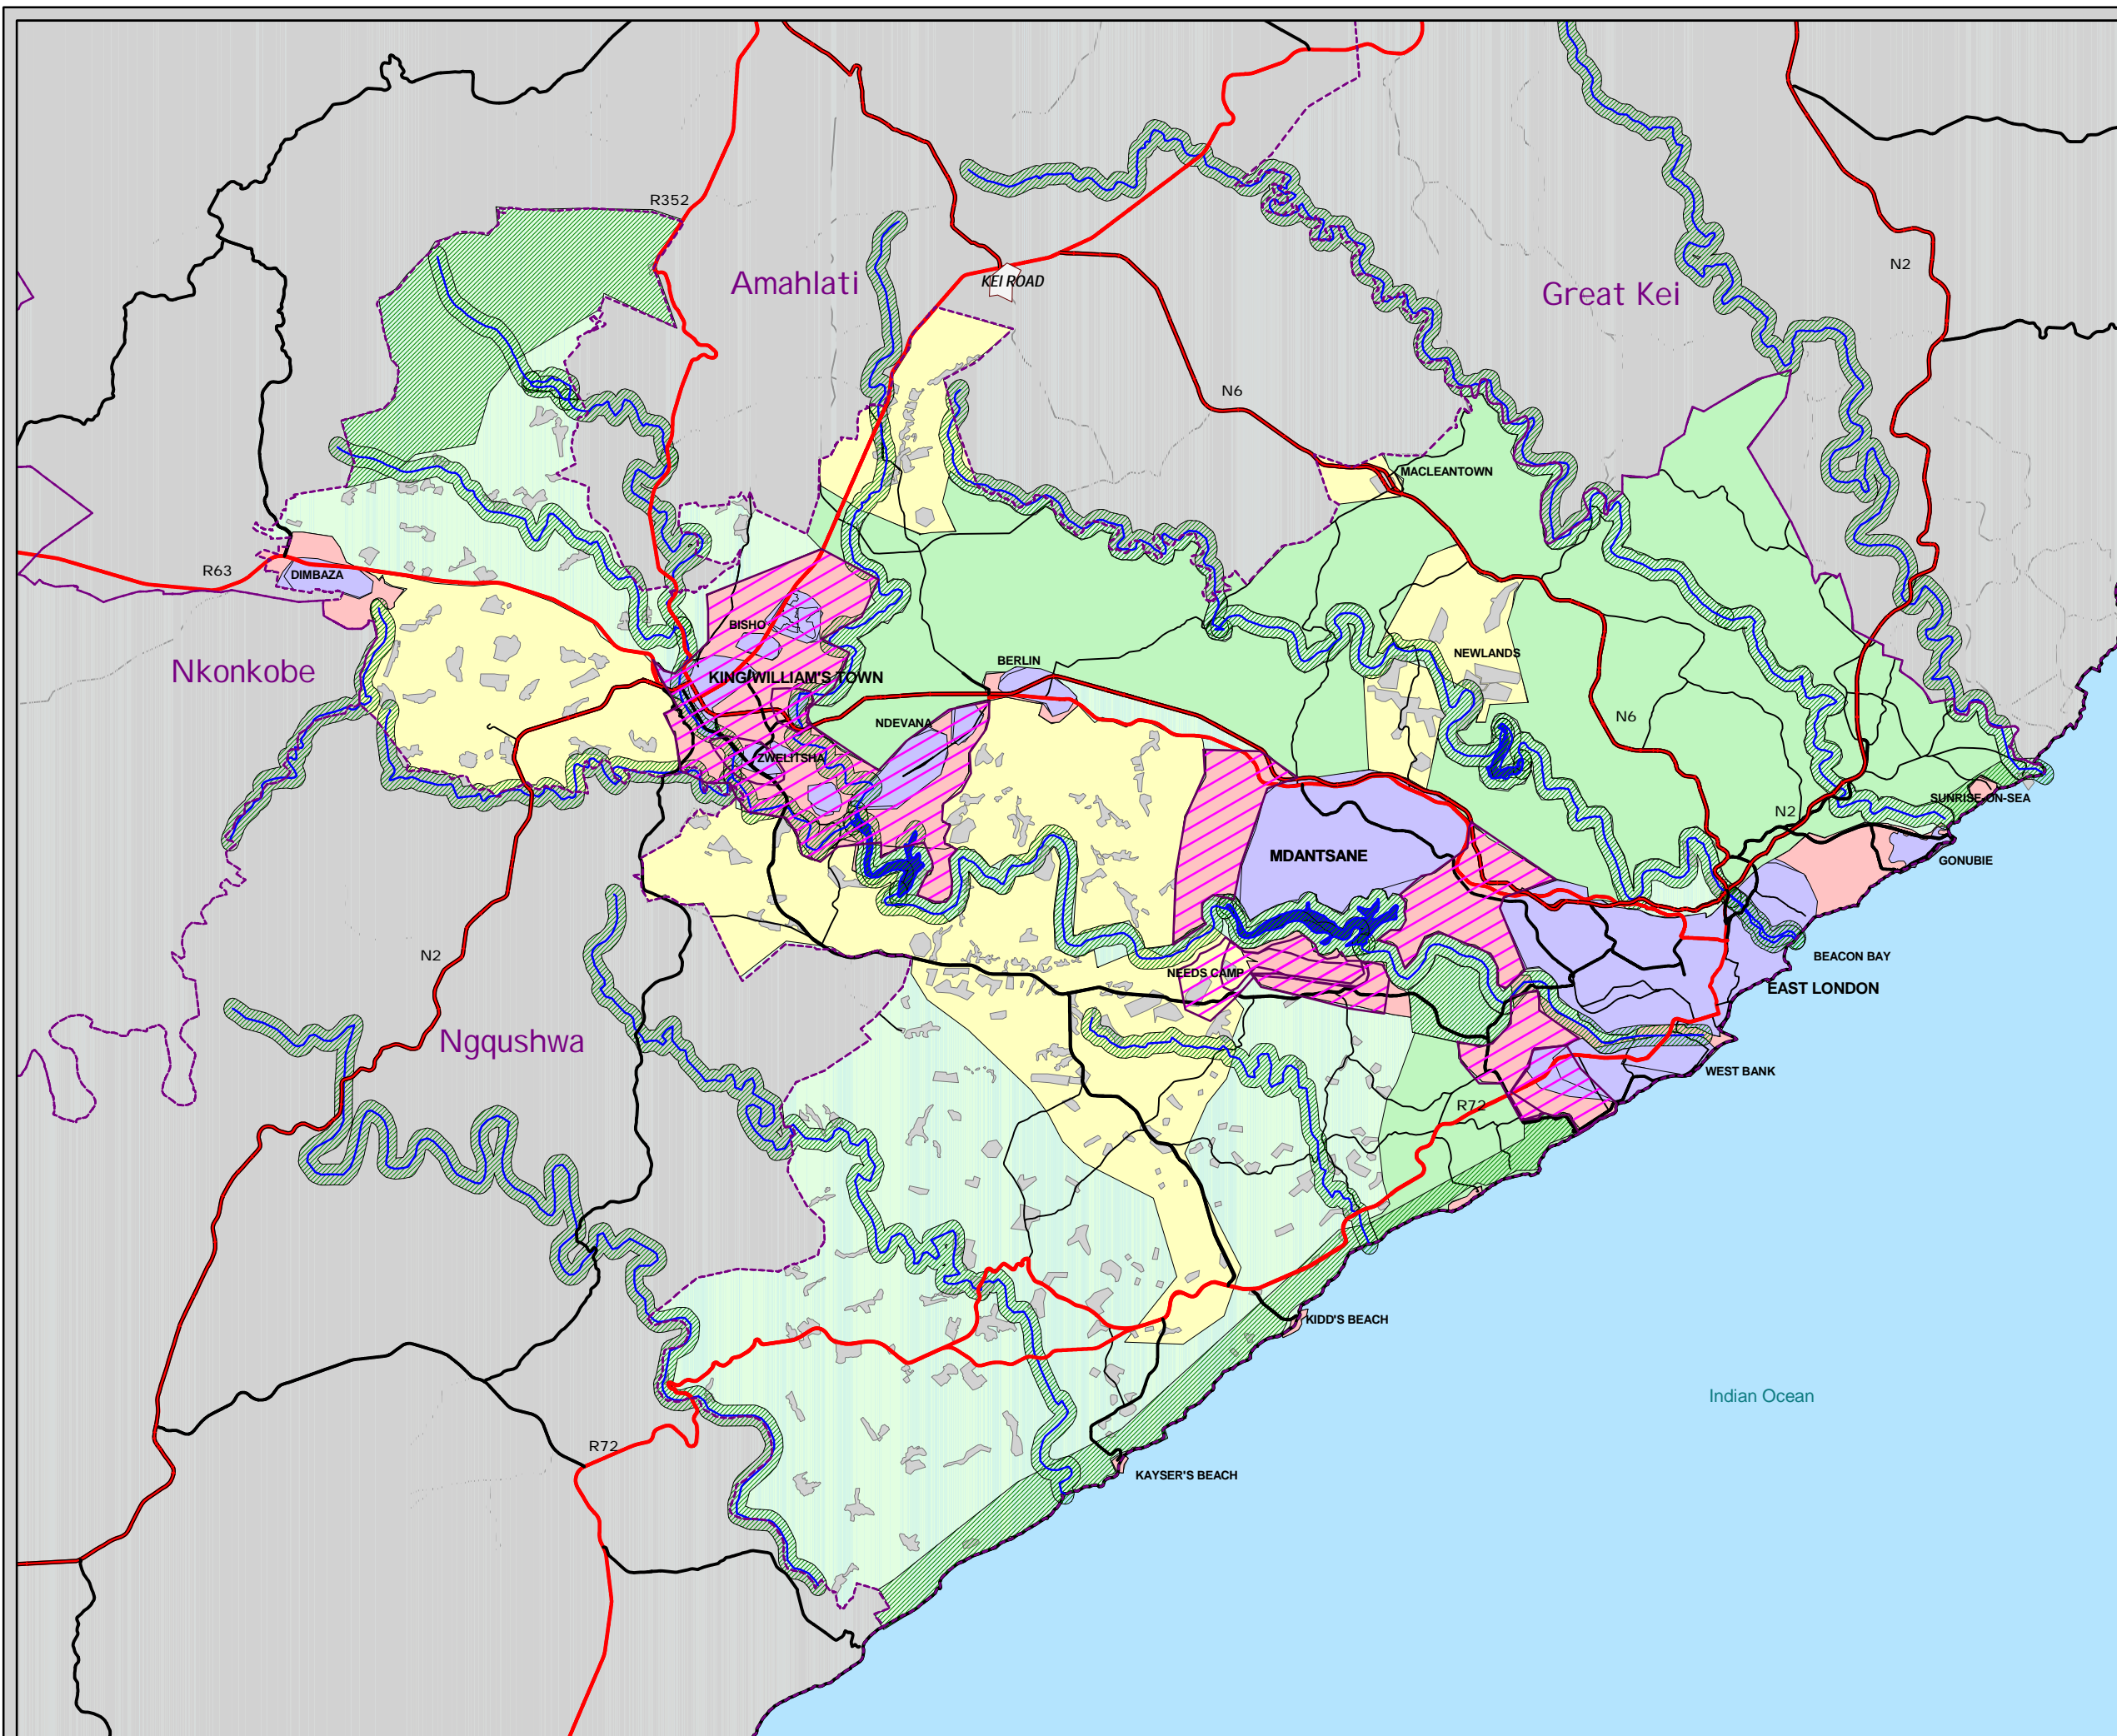 R352
N2
Amahlati
KEI ROAD
Great Kei
N6
MACLEANTOWN
R63
DIMBAZA
BISHO
NEWLANDS
BERLIN
Nkonkobe
KING WILLIAM'S TOWN
NDEVANA
N6
ZWELITSHA
SUNRISE-ON-SEA
N2
MDANTSANE
GONUBIE
N2
BEACON BAY
NEEDS CAMP
EAST LONDON
Ngqushwa
WEST BANK
R72
KIDD'S BEACH
Indian Ocean
R72
KAYSER'S BEACH